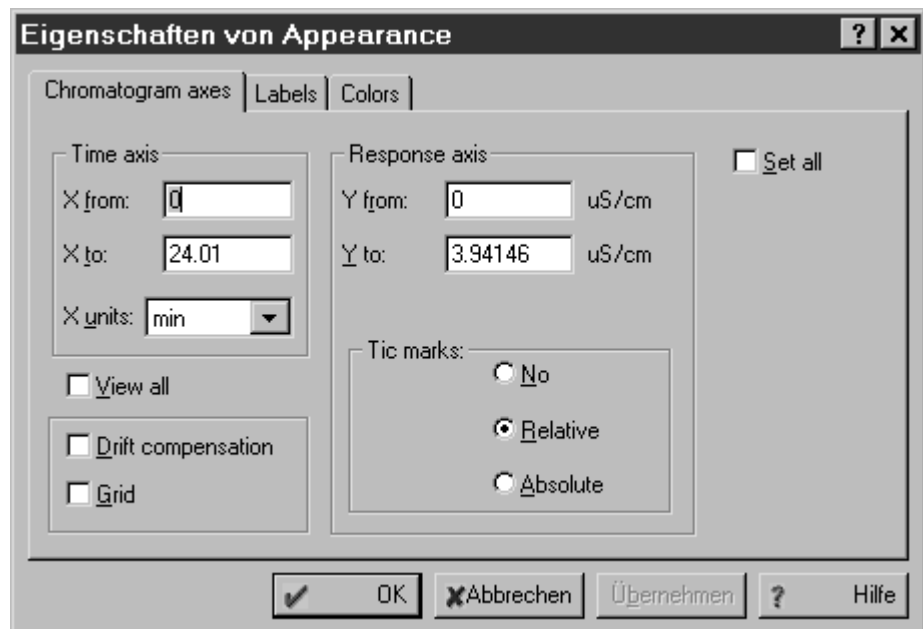 Eigenschaften von Appearance
Chromatogram axes Labels Colors
Time axis
X from: 0
X to: 24.01
X units: min
View all
Drift compensation
Grid
Response axis
Y from: 0 uS/cm
Y to: 3.94146 uS/cm
Tic marks:
No
Relative
Absolute
Set all
OK Abbrechen Übernehmen Hilfe